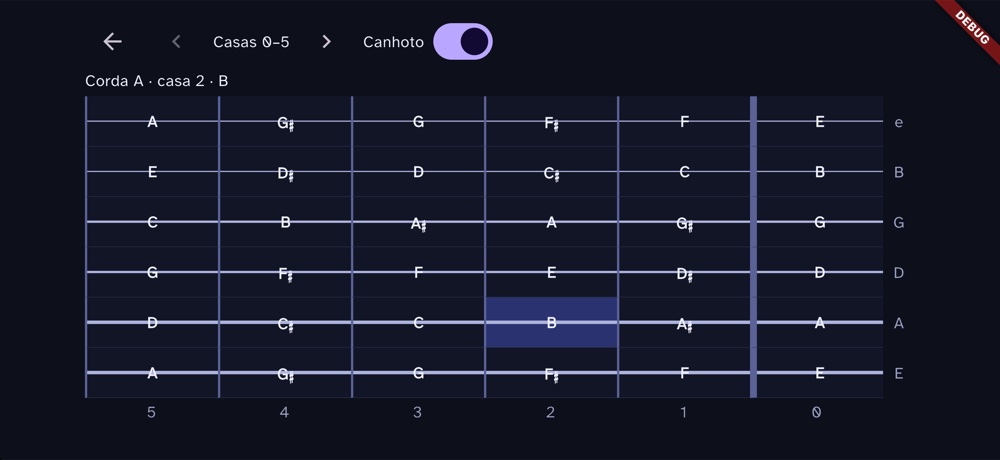 Casas 0–5 Canhoto DEBUG
Corda A · casa 2 · B
A G♯ G F♯ F E e
E D♯ D C♯ C B B
C B A♯ A G♯ G G
G F♯ F E D♯ D D
D C♯ C B A♯ A A
A G♯ G F♯ F E E
5 4 3 2 1 0